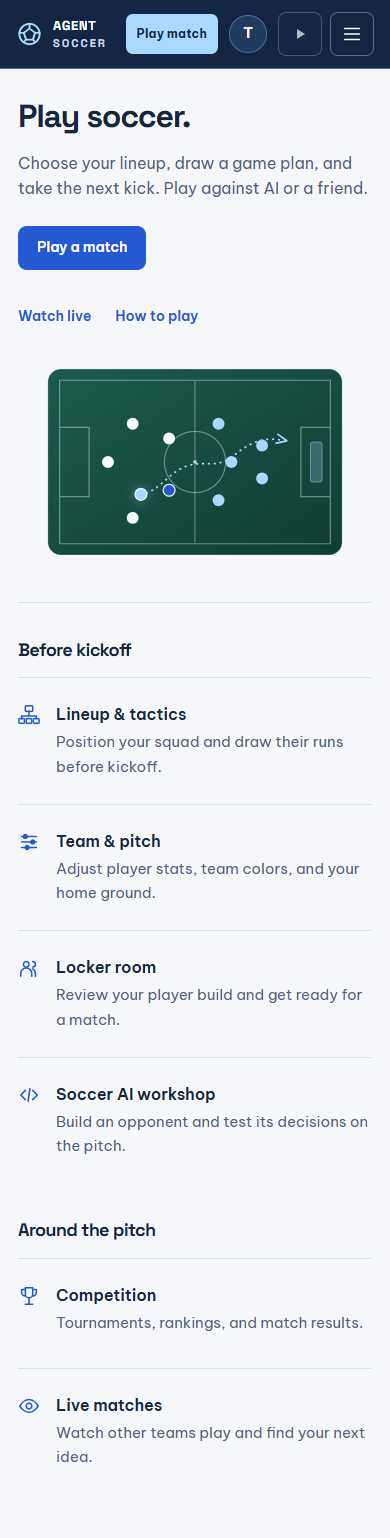 AGENT
SOCCER
Play match
T
Play soccer.
Choose your lineup, draw a game plan, and
take the next kick. Play against AI or a friend.
Play a match
Watch live
How to play
Before kickoff
Lineup & tactics
Position your squad and draw their runs
before kickoff.
Team & pitch
Adjust player stats, team colors, and your
home ground.
Locker room
Review your player build and get ready for
a match.
Soccer AI workshop
Build an opponent and test its decisions on
the pitch.
Around the pitch
Competition
Tournaments, rankings, and match results.
Live matches
Watch other teams play and find your next
idea.